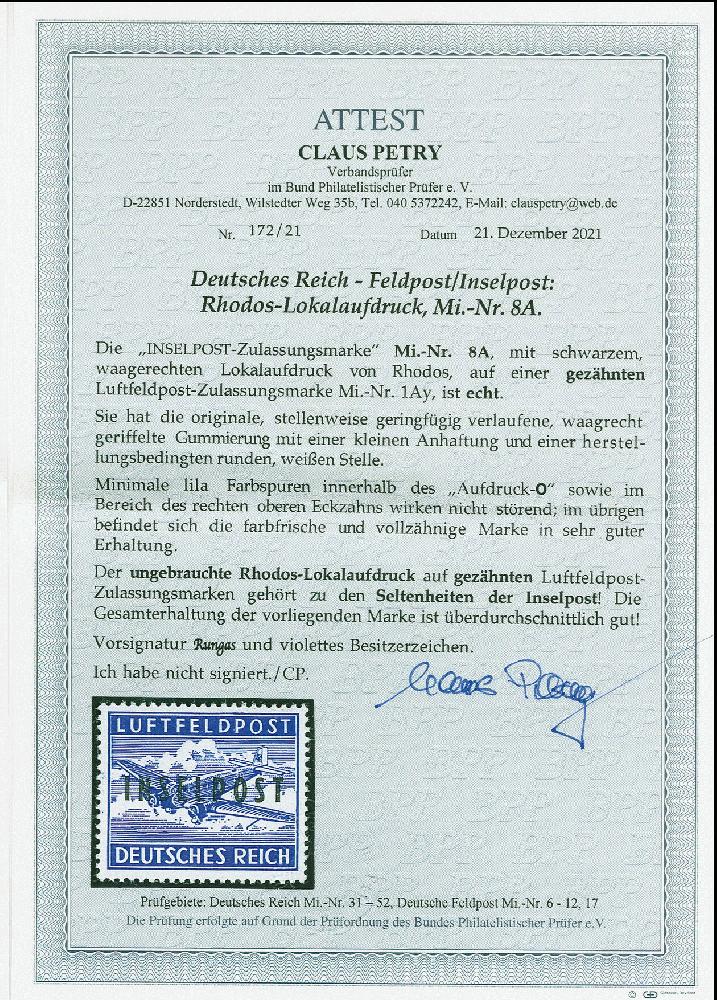 ATTEST
CLAUS PETRY
Verbandsprüfer
im Bund Philatelistischer Prüfer e. V.
D-22851 Norderstedt, Wilstedter Weg 35b, Tel. 040 5372242, E-Mail: clauspetry@web.de
Nr. 172/21 Datum 21. Dezember 2021
Deutsches Reich - Feldpost/Inselpost:
Rhodos-Lokalaufdruck, Mi.-Nr. 8A.
Die „INSELPOST-Zulassungsmarke” Mi.-Nr. 8A, mit schwarzem,
waagerechten Lokalaufdruck von Rhodos, auf einer gezähnten
Luftfeldpost-Zulassungsmarke Mi.-Nr. 1Ay, ist echt.
Sie hat die originale, stellenweise geringfügig verlaufene, waagrecht
geriffelte Gummierung mit einer kleinen Anhaftung und einer herstel-
lungsbedingten runden, weißen Stelle.
Minimale lila Farbspuren innerhalb des „Aufdruck-O” sowie im
Bereich des rechten oberen Eckzahns wirken nicht störend; im übrigen
befindet sich die farbfrische und vollzähnige Marke in sehr guter
Erhaltung.
Der ungebrauchte Rhodos-Lokalaufdruck auf gezähnten Luftfeldpost-
Zulassungsmarken gehört zu den Seltenheiten der Inselpost! Die
Gesamterhaltung der vorliegenden Marke ist überdurchschnittlich gut!
Vorsignatur Rungas und violettes Besitzerzeichen.
Ich habe nicht signiert./CP.
Claus Petry
LUFTFELDPOST
INSELPOST
DEUTSCHES REICH
Prüfgebiete: Deutsches Reich Mi.-Nr. 31 – 52, Deutsche Feldpost Mi.-Nr. 6 - 12, 17
Die Prüfung erfolgte auf Grund der Prüfordnung des Bundes Philatelistischer Prüfer e.V.